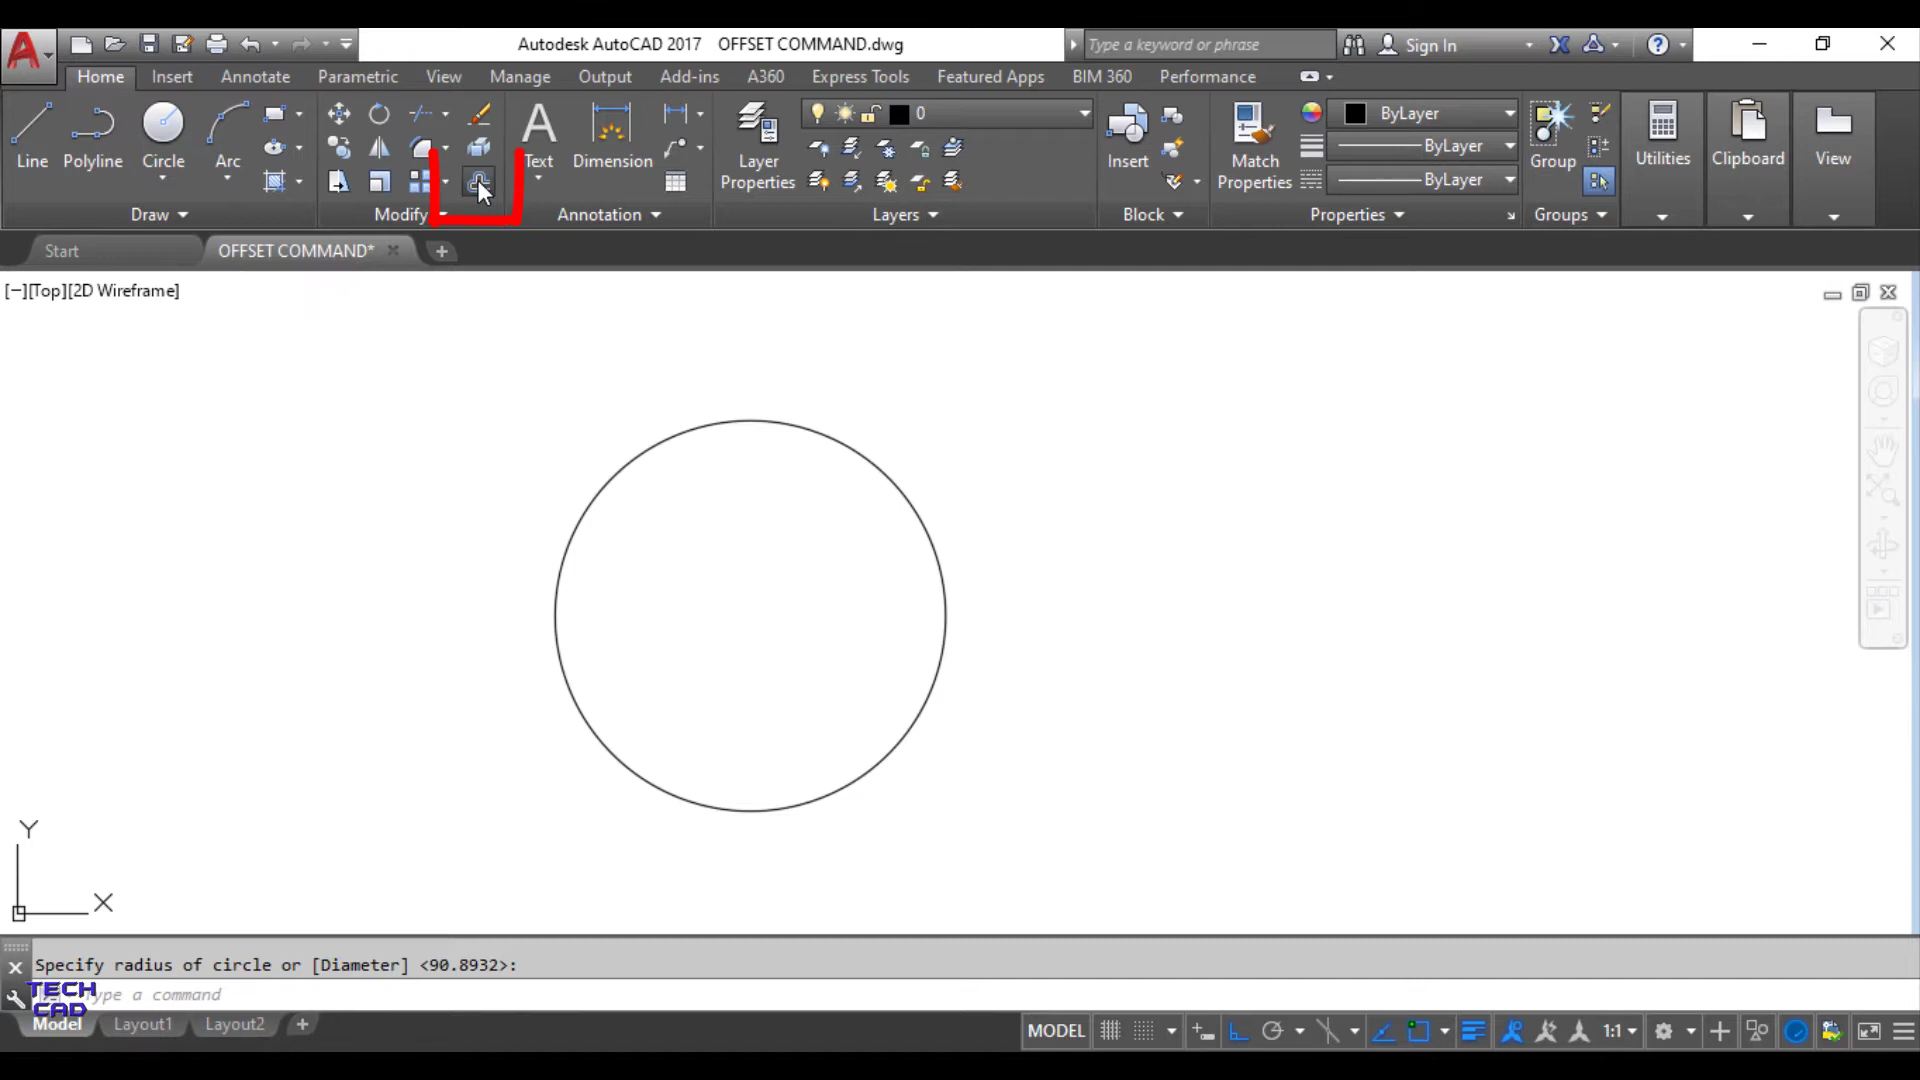 Autodesk AutoCAD 2017 OFFSET COMMAND.dwg
Type a keyword or phrase
Sign In
Home Insert Annotate Parametric View Manage Output Add-ins A360 Express Tools Featured Apps BIM 360 Performance
0
ByLayer
ByLayer
ByLayer
Line Polyline Circle Arc
Text Dimension
Layer Properties
Insert
Match Properties
Group
Utilities
Clipboard
View
Draw Modify Annotation Layers Block Properties Groups
Start OFFSET COMMAND*
[−][Top][2D Wireframe]
Y
X
Specify radius of circle or [Diameter] <90.8932>:
Type a command
TECH
CAD
Model Layout1 Layout2
MODEL
1:1